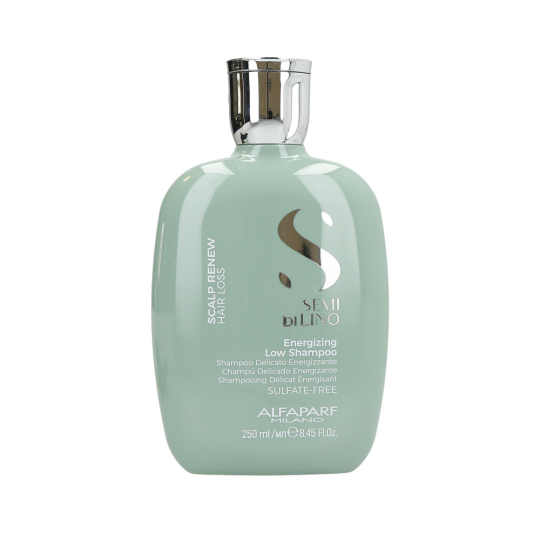 SCALP RENEW
HAIR LOSS
SEMI
DI LINO
Energizing
Low Shampoo
Shampoo Delicato Energizzante
Champú Delicado Energizante
Shampooing Délicat Énergisant
SULFATE-FREE
ALFAPARF
MILANO
250 ml /мл℮8.45 Fl.Oz.